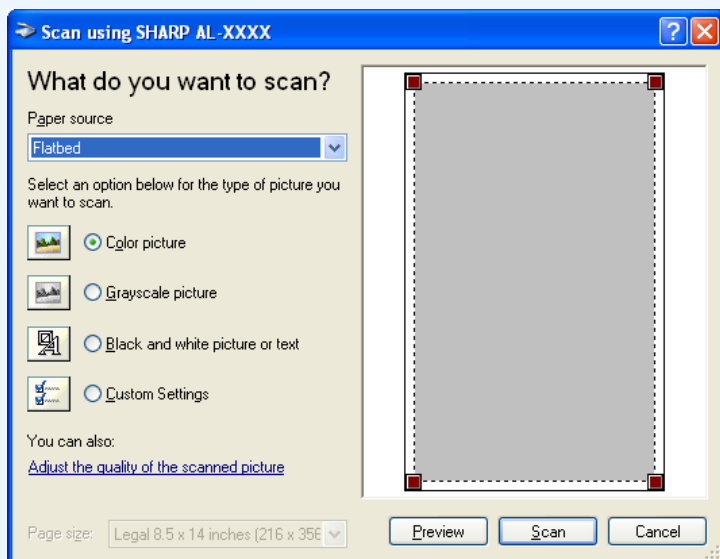 Scan using SHARP AL-XXXX
What do you want to scan?
Paper source
Flatbed
Select an option below for the type of picture you
want to scan.
Color picture
Grayscale picture
Black and white picture or text
Custom Settings
You can also:
Adjust the quality of the scanned picture
Page size: Legal 8.5 x 14 inches (216 x 356
Preview Scan Cancel